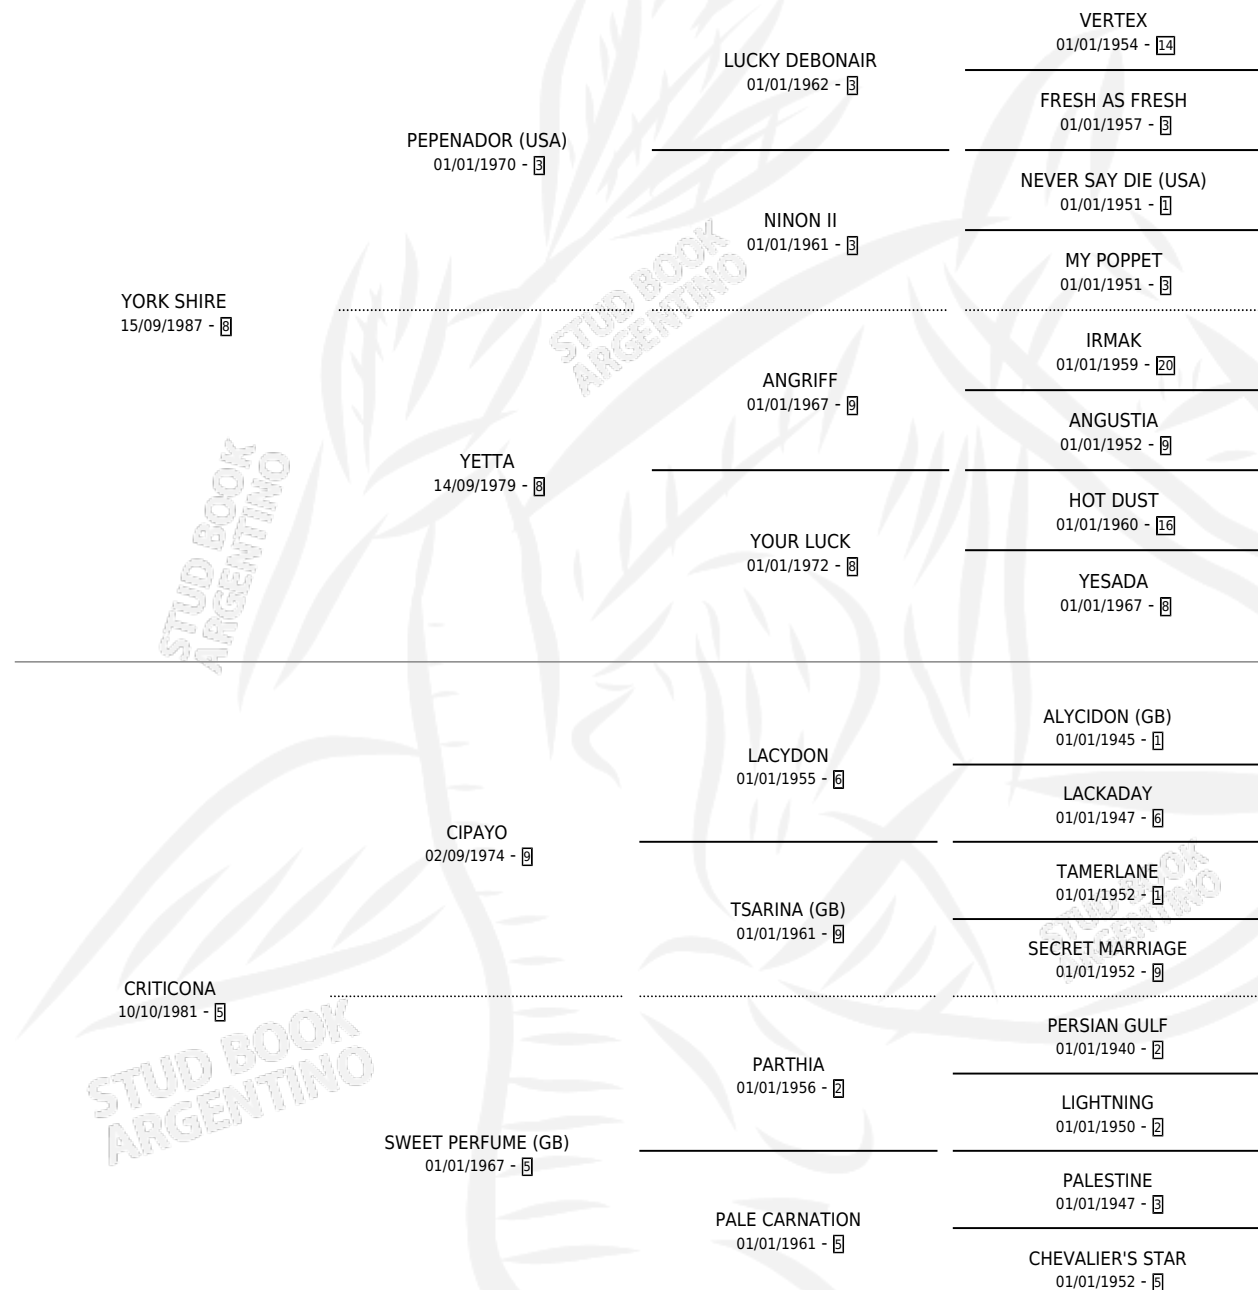 VERTEX
01/01/1954 - 14
LUCKY DEBONAIR
01/01/1962 - 3
FRESH AS FRESH
01/01/1957 - 3
PEPENADOR (USA)
01/01/1970 - 3
NEVER SAY DIE (USA)
01/01/1951 - 1
NINON II
01/01/1961 - 3
MY POPPET
01/01/1951 - 3
YORK SHIRE
15/09/1987 - 8
IRMAK
01/01/1959 - 20
ANGRIFF
01/01/1967 - 9
ANGUSTIA
01/01/1952 - 9
YETTA
14/09/1979 - 8
HOT DUST
01/01/1960 - 16
YOUR LUCK
01/01/1972 - 8
YESADA
01/01/1967 - 8
ALYCIDON (GB)
01/01/1945 - 1
LACYDON
01/01/1955 - 6
LACKADAY
01/01/1947 - 6
CIPAYO
02/09/1974 - 9
TAMERLANE
01/01/1952 - 1
TSARINA (GB)
01/01/1961 - 9
SECRET MARRIAGE
01/01/1952 - 9
CRITICONA
10/10/1981 - 5
PERSIAN GULF
01/01/1940 - 2
PARTHIA
01/01/1956 - 2
LIGHTNING
01/01/1950 - 2
SWEET PERFUME (GB)
01/01/1967 - 5
PALESTINE
01/01/1947 - 3
PALE CARNATION
01/01/1961 - 5
CHEVALIER'S STAR
01/01/1952 - 5
STUD BOOK
ARGENTINO
STUD BOOK
ARGENTINO
STUD BOOK
ARGENTINO
STUD BOOK
ARGENTINO